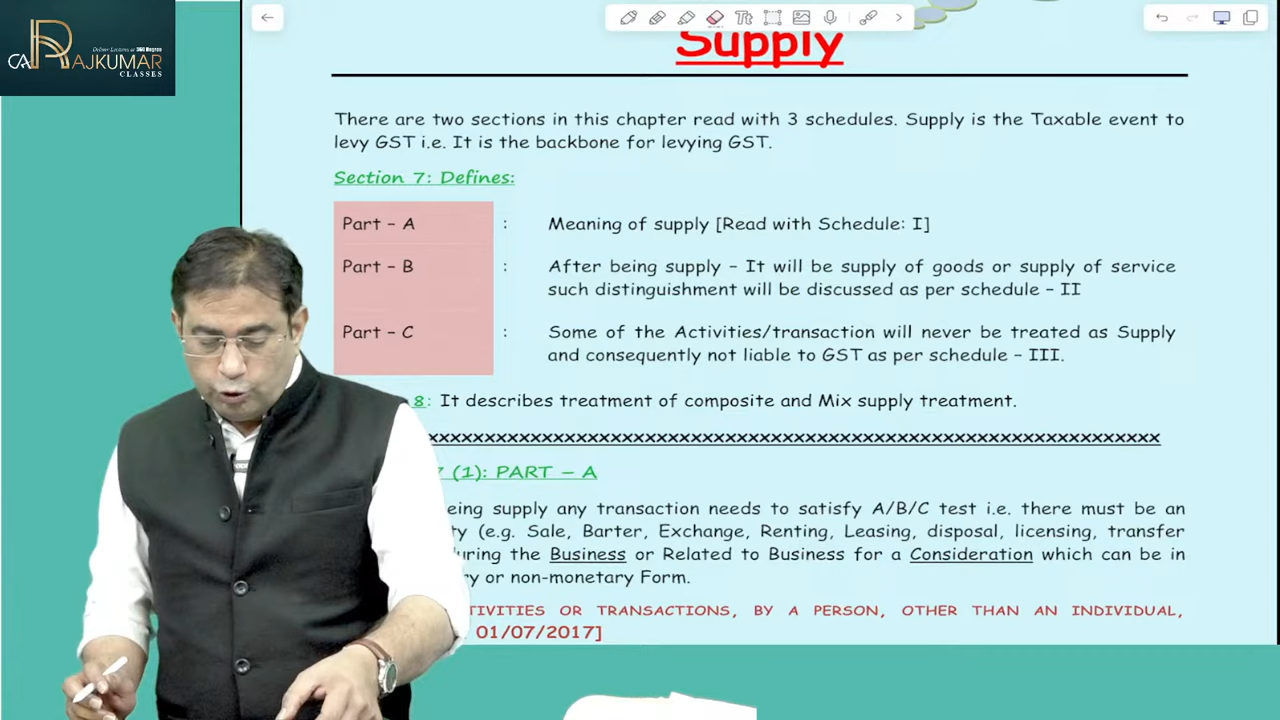 Deliver Lectures at 360 Degree
CA RAJKUMAR
CLASSES
Tt
Supply
There are two sections in this chapter read with 3 schedules. Supply is the Taxable event to
levy GST i.e. It is the backbone for levying GST.
Section 7: Defines:
Part – A : Meaning of supply [Read with Schedule: I]
Part – B : After being supply – It will be supply of goods or supply of service
such distinguishment will be discussed as per schedule – II
Part – C : Some of the Activities/transaction will never be treated as Supply
and consequently not liable to GST as per schedule – III.
8: It describes treatment of composite and Mix supply treatment.
xxxxxxxxxxxxxxxxxxxxxxxxxxxxxxxxxxxxxxxxxxxxxxxxxxxxxxxxxxxxxxxxxxxxxxxxx
7 (1): PART – A
eing supply any transaction needs to satisfy A/B/C test i.e. there must be an
ty (e.g. Sale, Barter, Exchange, Renting, Leasing, disposal, licensing, transfer
uring the Business or Related to Business for a Consideration which can be in
ry or non-monetary Form.
TIVITIES OR TRANSACTIONS, BY A PERSON, OTHER THAN AN INDIVIDUAL,
01/07/2017]